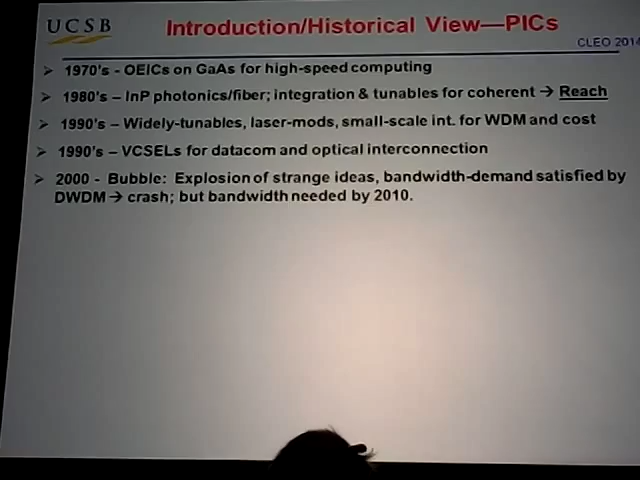 UCSB
Introduction/Historical View—PICs
CLEO 2014
➢ 1970's - OEICs on GaAs for high-speed computing
➢ 1980's – InP photonics/fiber; integration & tunables for coherent → Reach
➢ 1990's – Widely-tunables, laser-mods, small-scale int. for WDM and cost
➢ 1990's – VCSELs for datacom and optical interconnection
➢ 2000 - Bubble: Explosion of strange ideas, bandwidth-demand satisfied by
DWDM → crash; but bandwidth needed by 2010.